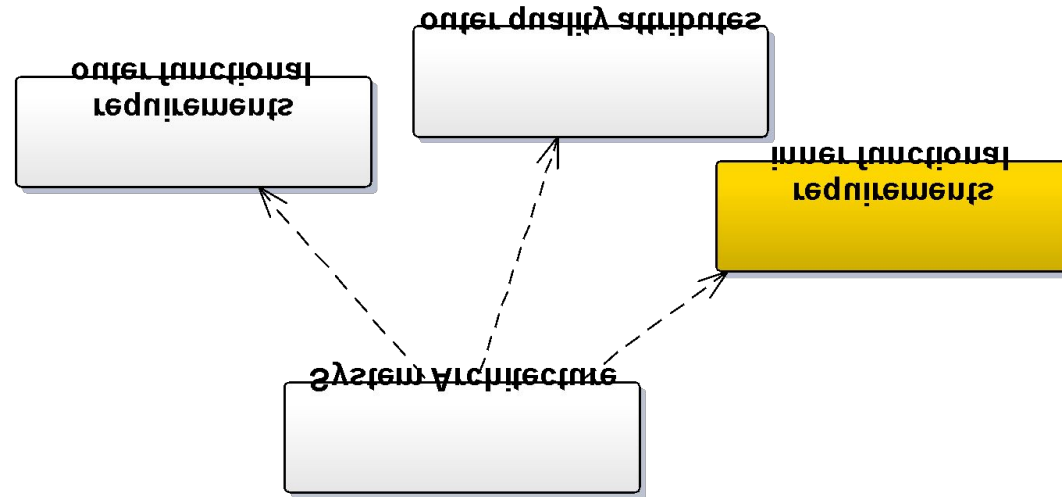 outer quality attributes
outer functional
requirements
inner functional
requirements
System Architecture